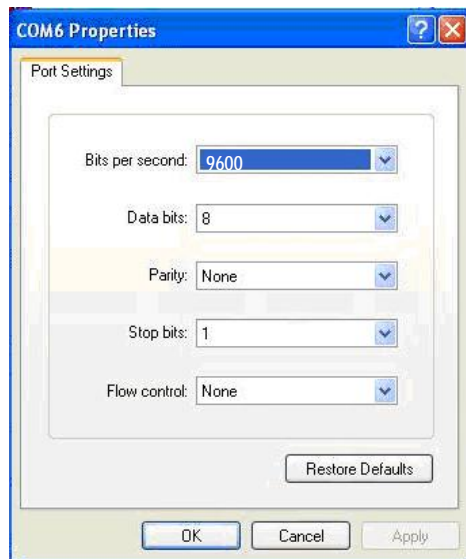 COM6 Properties
Port Settings
Bits per second: 9600
Data bits: 8
Parity: None
Stop bits: 1
Flow control: None
Restore Defaults
OK Cancel Apply